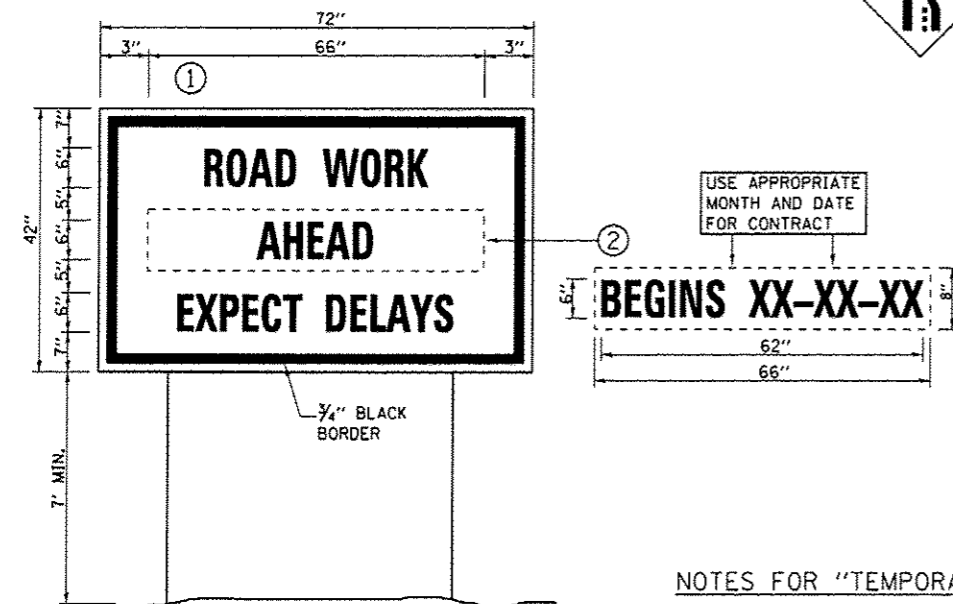 72"
3" 66" 3"
1
7"
6"
5"
6"
5"
6"
7"
42"
ROAD WORK
AHEAD
EXPECT DELAYS
2
USE APPROPRIATE
MONTH AND DATE
FOR CONTRACT
6"
BEGINS XX-XX-XX
8"
62"
66"
3/4" BLACK
BORDER
7' MIN.
NOTES FOR "TEMPORA